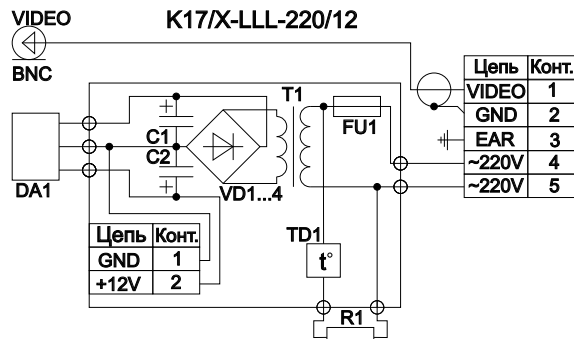 K17/X-LLL-220/12
VIDEO
BNC
Цепь Конт.
VIDEO 1
GND 2
EAR 3
~220V 4
~220V 5
T1
FU1
+
C1
C2
+
VD1...4
DA1
Цепь Конт.
GND 1
+12V 2
TD1
t°
R1